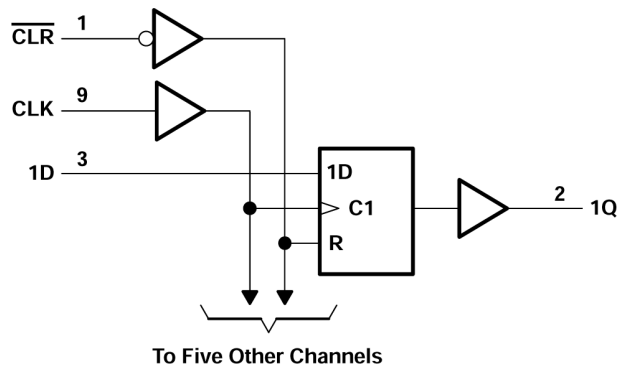 CLR 1
CLK 9
1D 3
1D
C1
R
2 1Q
To Five Other Channels